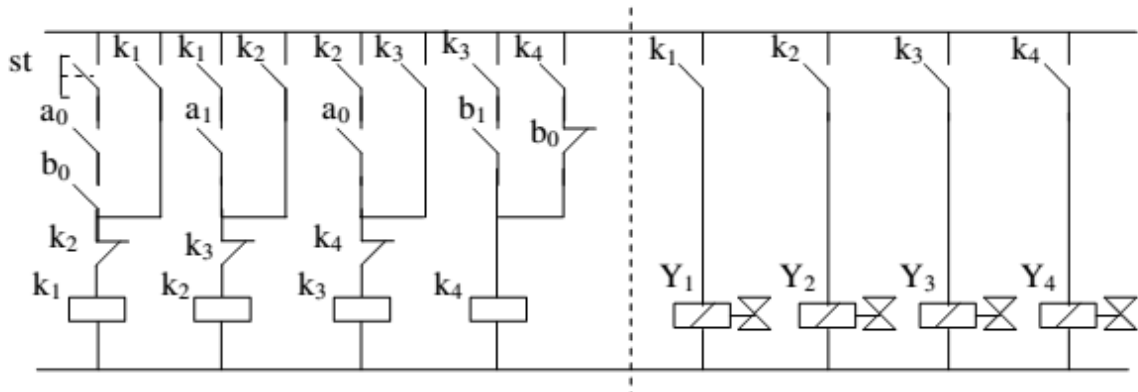 st k₁ k₁ k₂ k₂ k₃ k₃ k₄ k₁ k₂ k₃ k₄
a₀ a₁ a₀ b₁ b₀
b₀
k₂ k₃ k₄
k₁ k₂ k₃ k₄ Y₁ Y₂ Y₃ Y₄